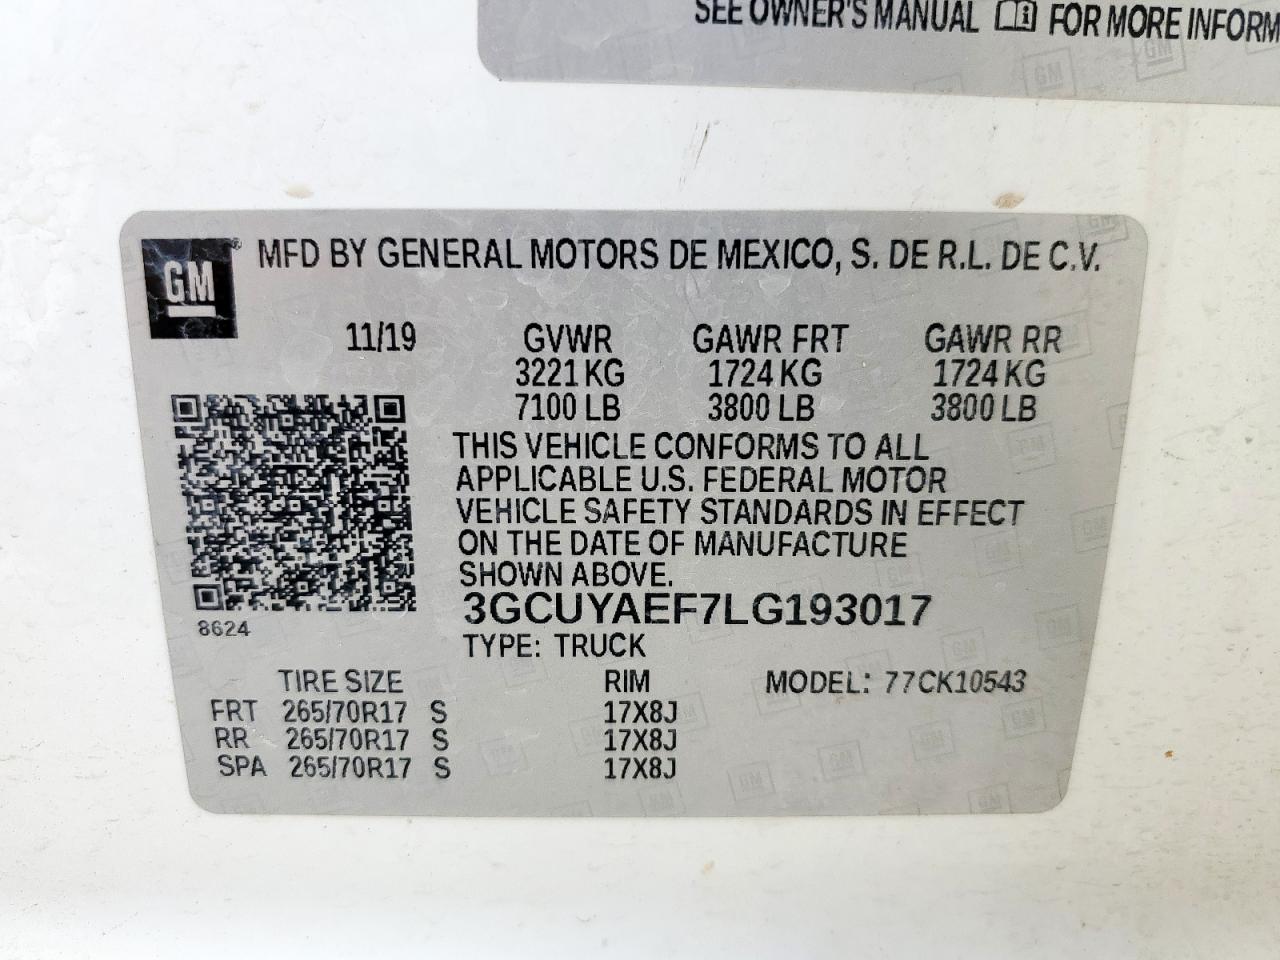 SEE OWNER'S MANUAL FOR MORE INFORM
GM
MFD BY GENERAL MOTORS DE MEXICO, S. DE R.L. DE C.V.
11/19 GVWR GAWR FRT GAWR RR
3221 KG 1724 KG 1724 KG
7100 LB 3800 LB 3800 LB
THIS VEHICLE CONFORMS TO ALL
APPLICABLE U.S. FEDERAL MOTOR
VEHICLE SAFETY STANDARDS IN EFFECT
ON THE DATE OF MANUFACTURE
SHOWN ABOVE.
3GCUYAEF7LG193017
8624
TYPE: TRUCK
TIRE SIZE RIM MODEL: 77CK10543
FRT 265/70R17 S 17X8J
RR 265/70R17 S 17X8J
SPA 265/70R17 S 17X8J